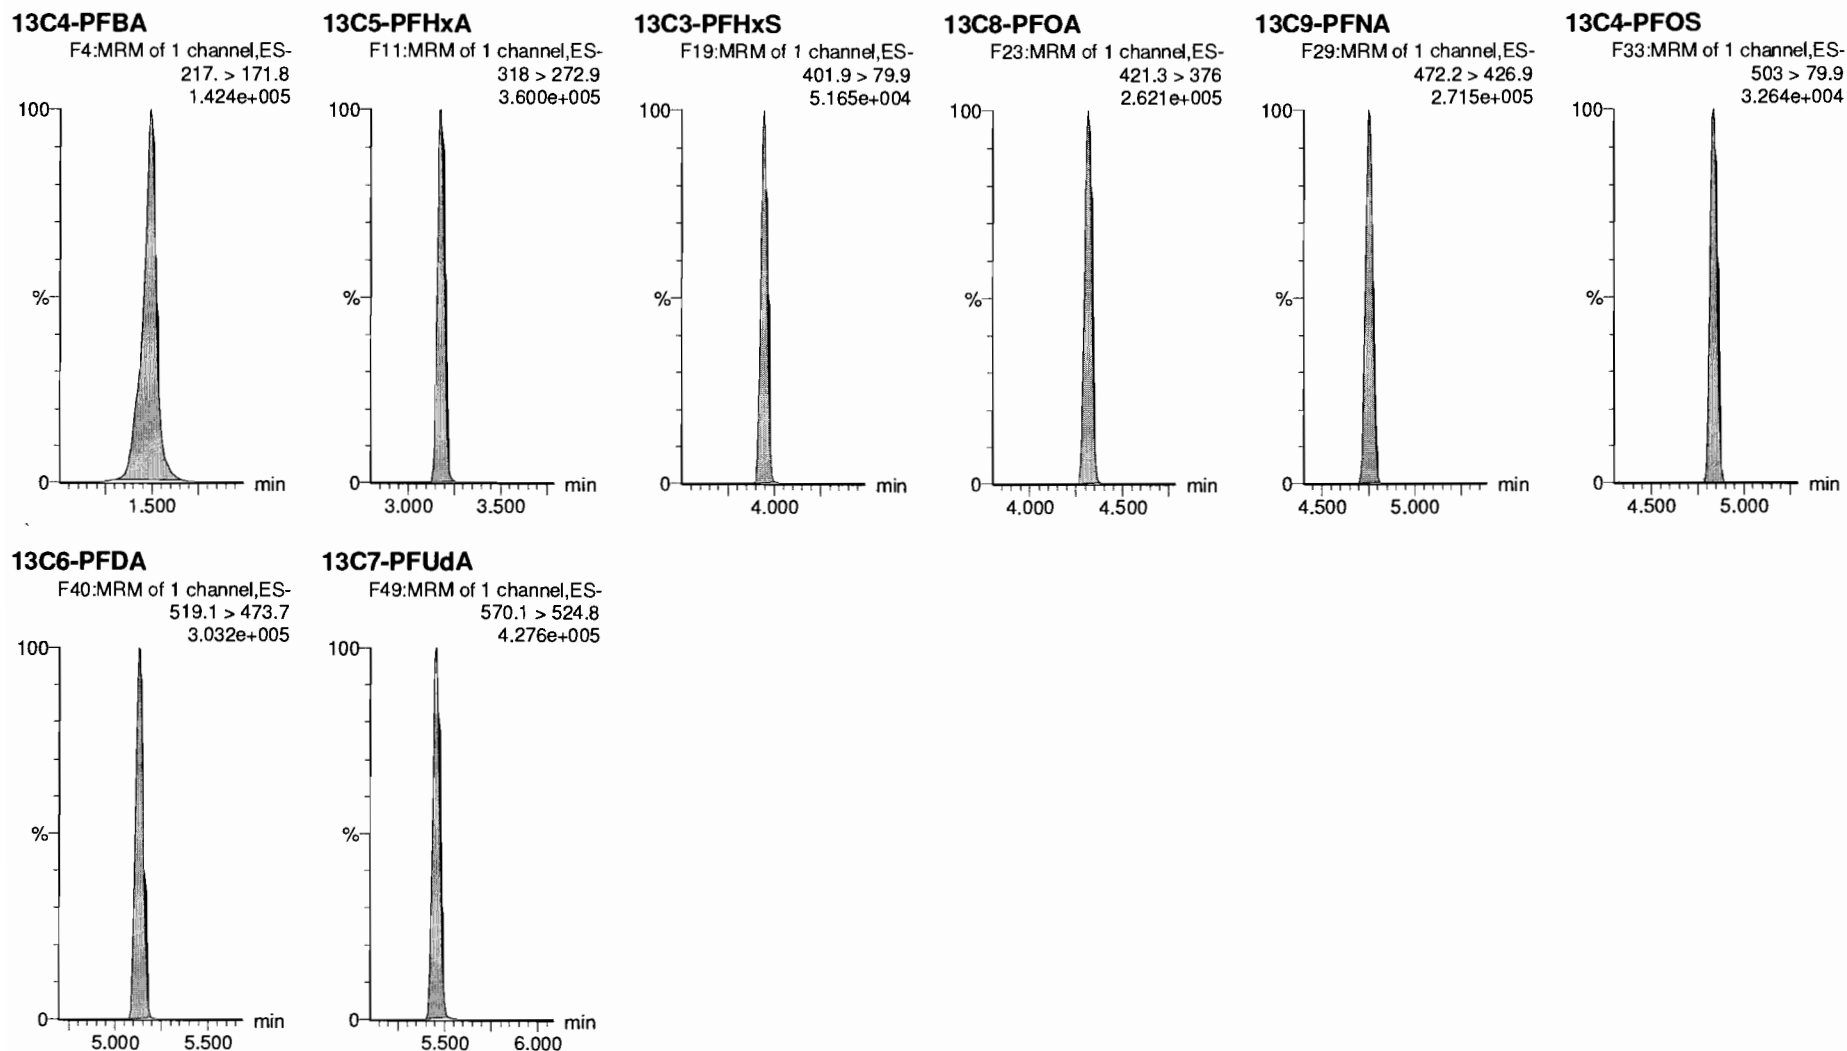 13C4-PFBA
F4:MRM of 1 channel,ES-
217. > 171.8
1.424e+005
100
%
0
min
1.500
13C5-PFHxA
F11:MRM of 1 channel,ES-
318 > 272.9
3.600e+005
100
%
0
min
3.000 3.500
13C3-PFHxS
F19:MRM of 1 channel,ES-
401.9 > 79.9
5.165e+004
100
%
0
min
4.000
13C8-PFOA
F23:MRM of 1 channel,ES-
421.3 > 376
2.621e+005
100
%
0
min
4.000 4.500
13C9-PFNA
F29:MRM of 1 channel,ES-
472.2 > 426.9
2.715e+005
100
%
0
min
4.500 5.000
13C4-PFOS
F33:MRM of 1 channel,ES-
503 > 79.9
3.264e+004
100
%
0
min
4.500 5.000
13C6-PFDA
F40:MRM of 1 channel,ES-
519.1 > 473.7
3.032e+005
100
%
0
min
5.000 5.500
13C7-PFUdA
F49:MRM of 1 channel,ES-
570.1 > 524.8
4.276e+005
100
%
0
min
5.500 6.000